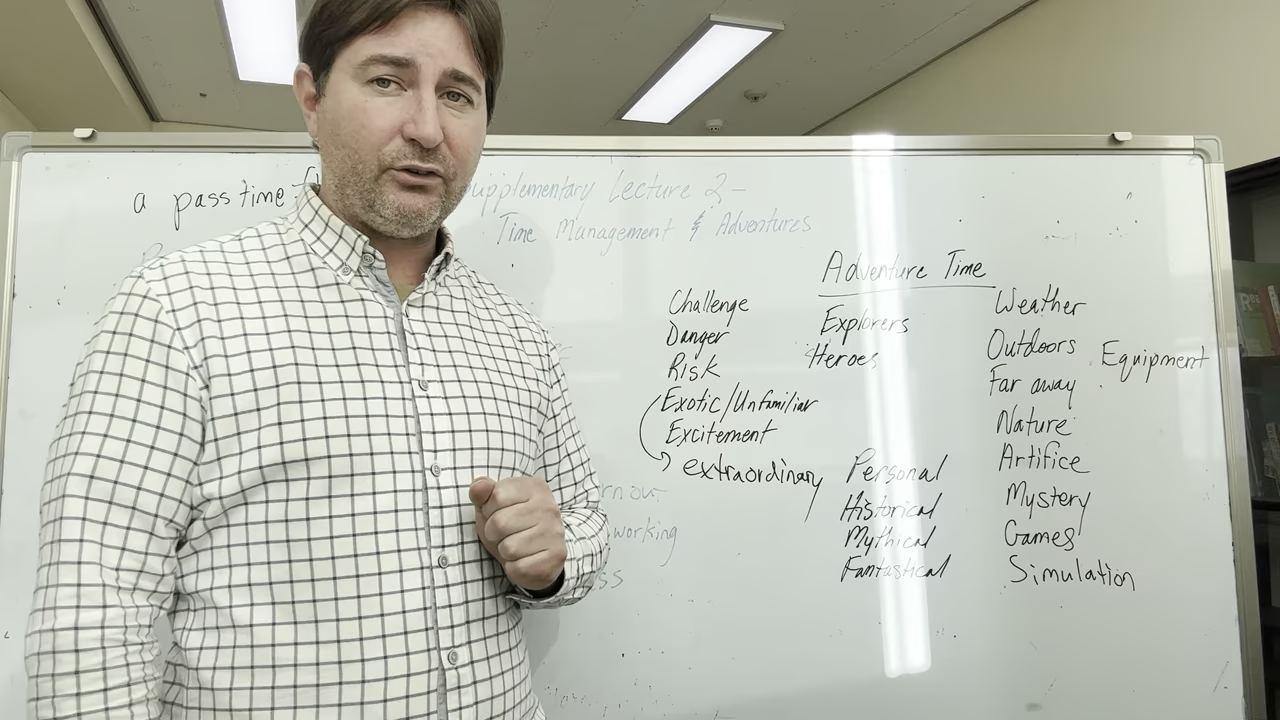 a pass time
Supplementary Lecture 2 -
Time Management & Adventures
Adventure Time
Challenge
Danger
Risk
Exotic/Unfamiliar
Excitement
extraordinary
Explorers
Heroes
Personal
Historical
Mythical
Fantastical
Weather
Outdoors
Far away
Nature
Artifice
Mystery
Games
Simulation
Equipment
working